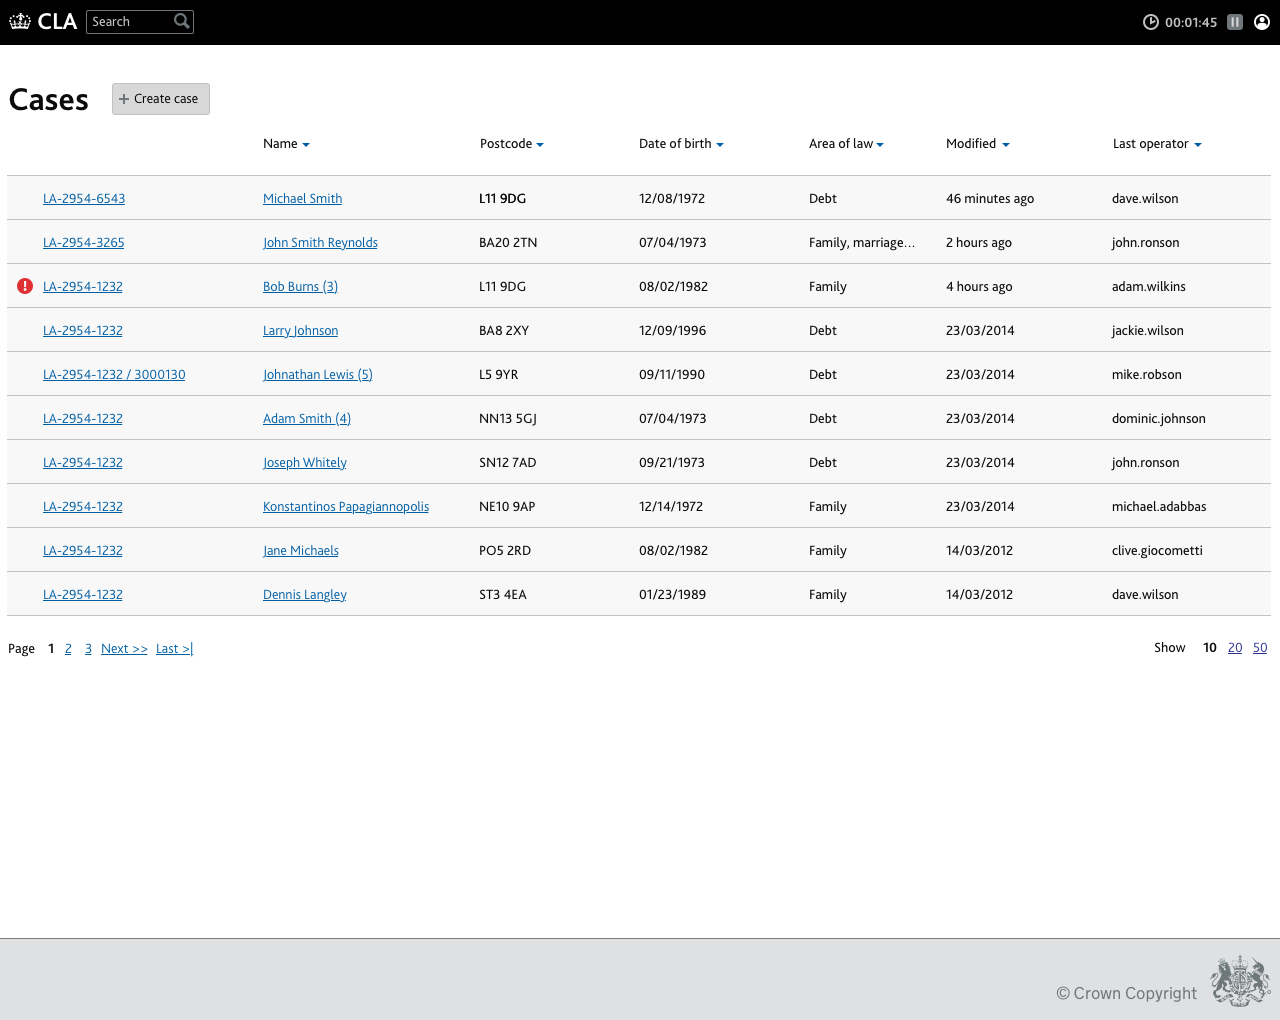 CLA Search 00:01:45
Cases + Create case
Name Postcode Date of birth Area of law Modified Last operator
LA-2954-6543 Michael Smith L11 9DG 12/08/1972 Debt 46 minutes ago dave.wilson
LA-2954-3265 John Smith Reynolds BA20 2TN 07/04/1973 Family, marriage... 2 hours ago john.ronson
LA-2954-1232 Bob Burns (3) L11 9DG 08/02/1982 Family 4 hours ago adam.wilkins
LA-2954-1232 Larry Johnson BA8 2XY 12/09/1996 Debt 23/03/2014 jackie.wilson
LA-2954-1232 / 3000130 Johnathan Lewis (5) L5 9YR 09/11/1990 Debt 23/03/2014 mike.robson
LA-2954-1232 Adam Smith (4) NN13 5GJ 07/04/1973 Debt 23/03/2014 dominic.johnson
LA-2954-1232 Joseph Whitely SN12 7AD 09/21/1973 Debt 23/03/2014 john.ronson
LA-2954-1232 Konstantinos Papagiannopolis NE10 9AP 12/14/1972 Family 23/03/2014 michael.adabbas
LA-2954-1232 Jane Michaels PO5 2RD 08/02/1982 Family 14/03/2012 clive.giocometti
LA-2954-1232 Dennis Langley ST3 4EA 01/23/1989 Family 14/03/2012 dave.wilson
Page 1 2 3 Next >> Last >| Show 10 20 50
© Crown Copyright